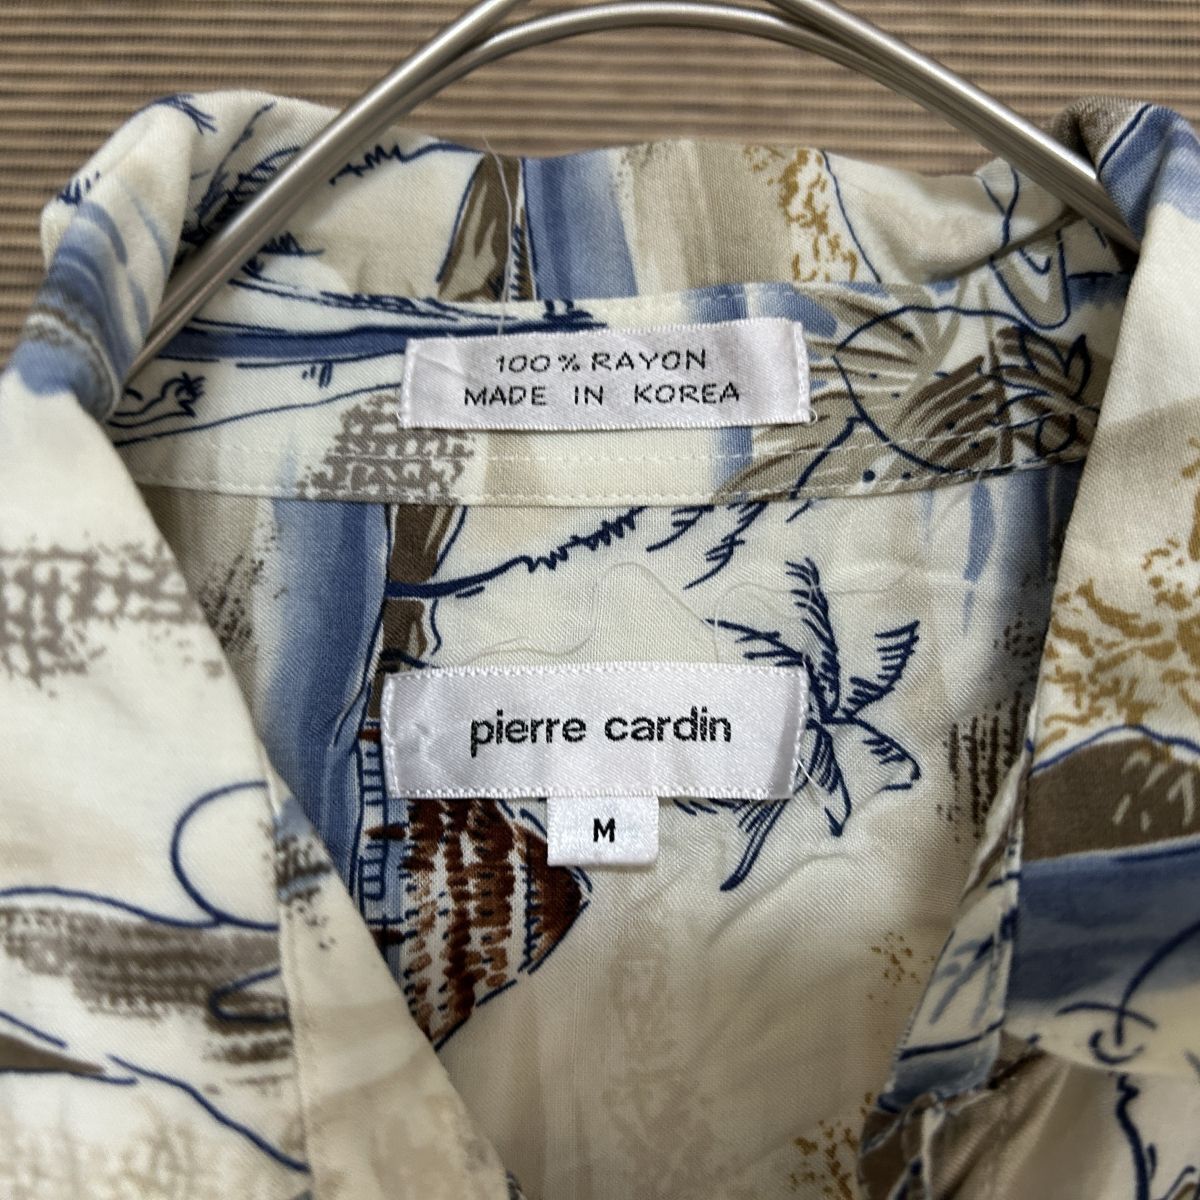 100% RAYON
MADE IN KOREA
pierre cardin
M